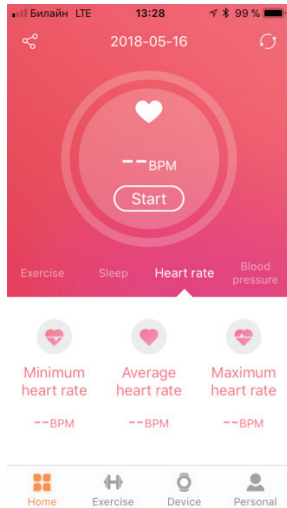 Билайн LTE 13:28 99 %
2018-05-16
--BPM
Start
Exercise Sleep Heart rate Blood pressure
Minimum heart rate Average heart rate Maximum heart rate
--BPM --BPM --BPM
Home Exercise Device Personal